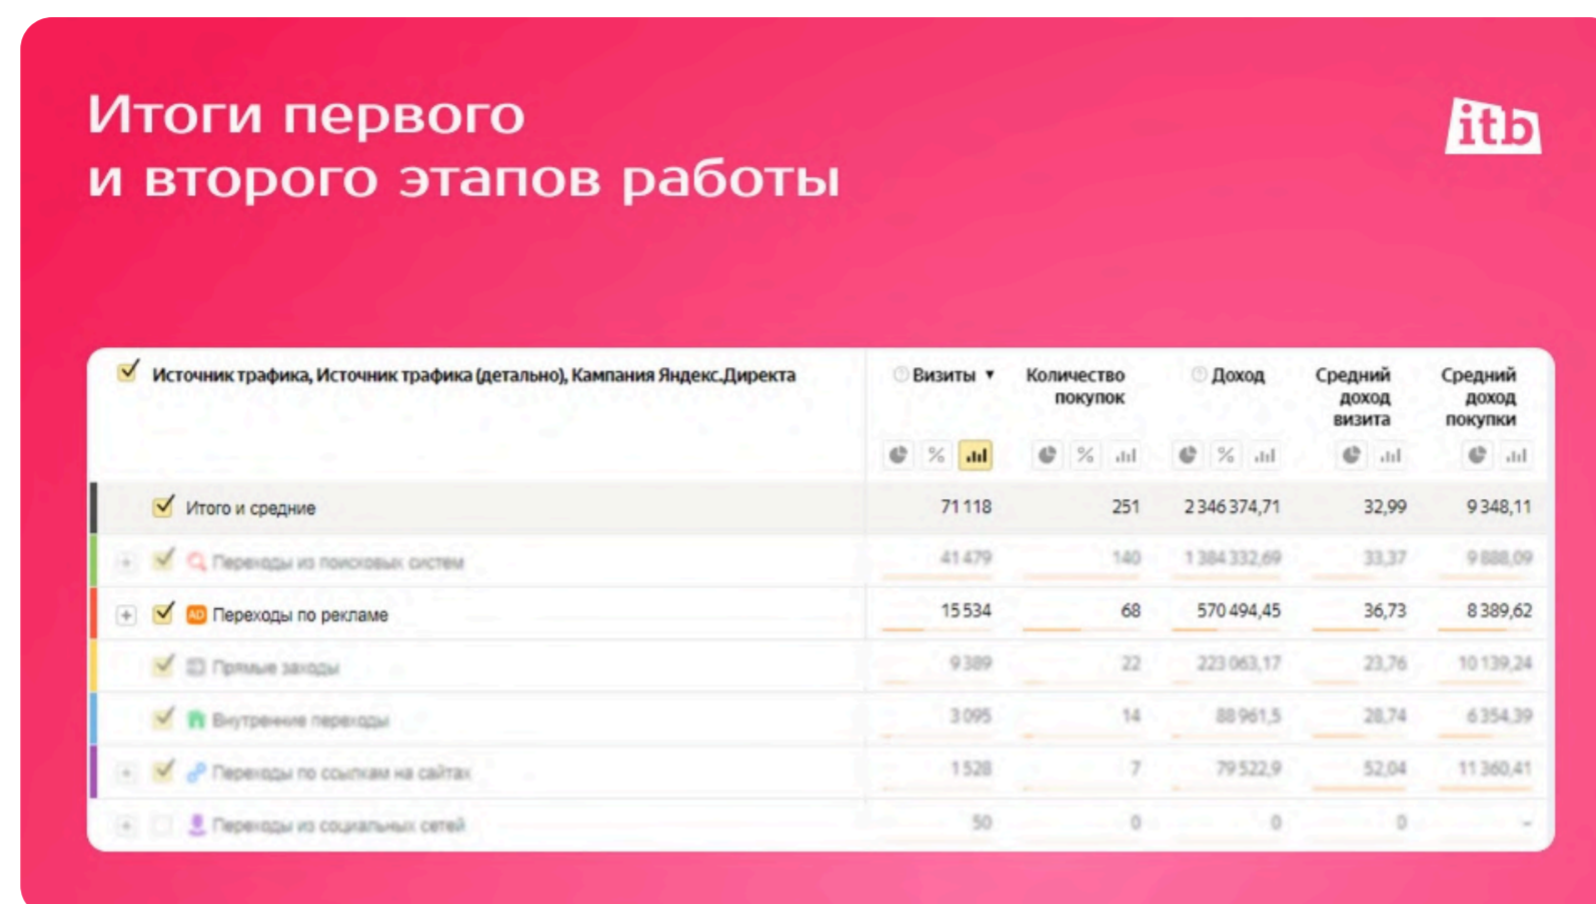 Итоги первого
и второго этапов работы
itb
Источник трафика, Источник трафика (детально), Кампания Яндекс.Директа
Визиты ▼ Количество покупок Доход Средний доход визита Средний доход покупки
Итого и средние 71 118 251 2 346 374,71 32,99 9 348,11
Переходы из поисковых систем 41 479 140 1 384 332,69 33,37 9 888,09
AD Переходы по рекламе 15 534 68 570 494,45 36,73 8 389,62
Прямые заходы 9 389 22 223 063,17 23,76 10 139,24
Внутренние переходы 3 095 14 88 961,5 28,74 6 354,39
Переходы по ссылкам на сайтах 1 528 7 79 522,9 52,04 11 360,41
Переходы из социальных сетей 50 0 0 0 –